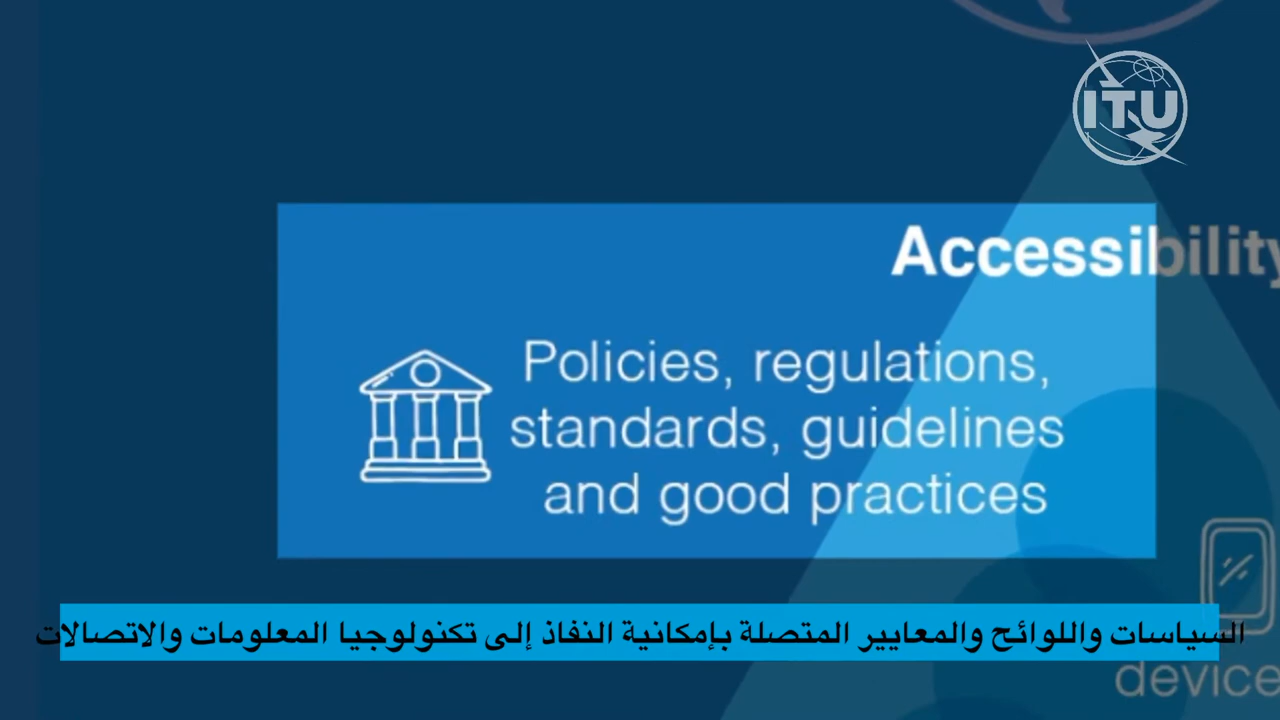 ITU
Accessibility
Policies, regulations,
standards, guidelines
and good practices
السياسات واللوائح والمعايير المتصلة بإمكانية النفاذ إلى تكنولوجيا المعلومات والاتصالات
device